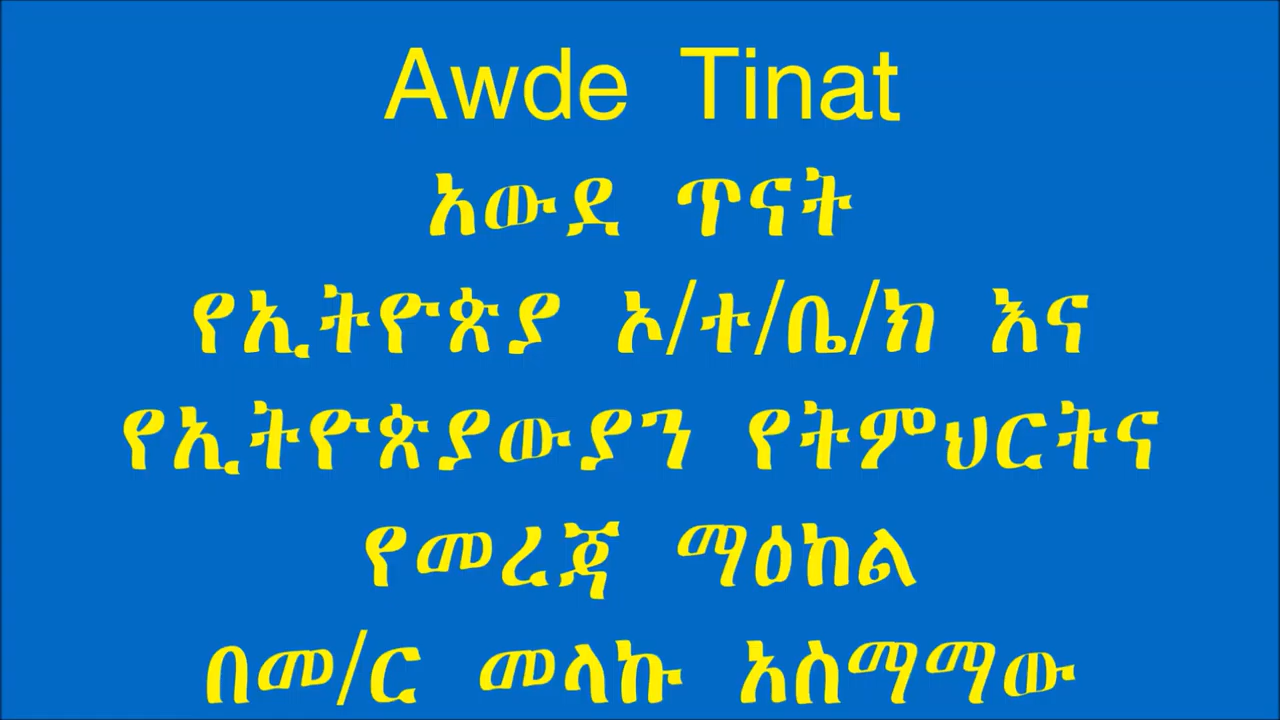 Awde Tinat
አውደ ጥናት
የኢትዮጵያ ኦ/ተ/ቤ/ክ እና
የኢትዮጵያውያን የትምህርትና
የመረጃ ማዕከል
በመ/ር መላኩ አስማማው